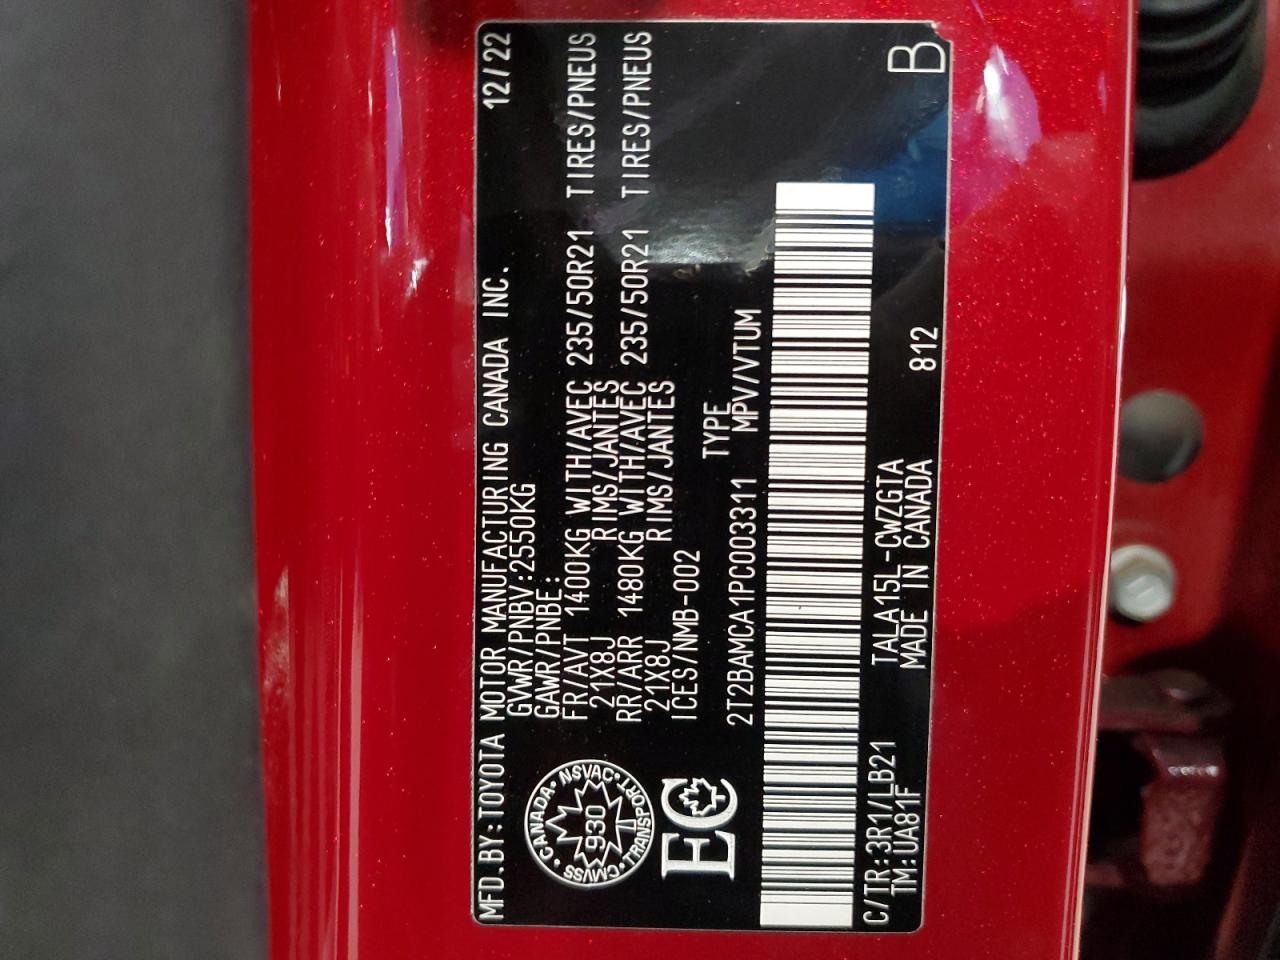 MFD.BY:TOYOTA MOTOR MANUFACTURING CANADA INC. 12/22
GVWR/PNBV:2550KG
GAWR/PNBE:
FR/AVT 1400KG WITH/AVEC 235/50R21 TIRES/PNEUS
21X8J RIMS/JANTES
RR/ARR 1480KG WITH/AVEC 235/50R21 TIRES/PNEUS
21X8J RIMS/JANTES
ICES/NMB-002
CANADA • NSVAC • TRANSPORT • CMVSS •
930
EC
TYPE
2T2BAMCA1PC003311 MPV/VTUM
C/TR:3R1/LB21 TALA15L-CWZGTA 812
TM:UA81F MADE IN CANADA
B